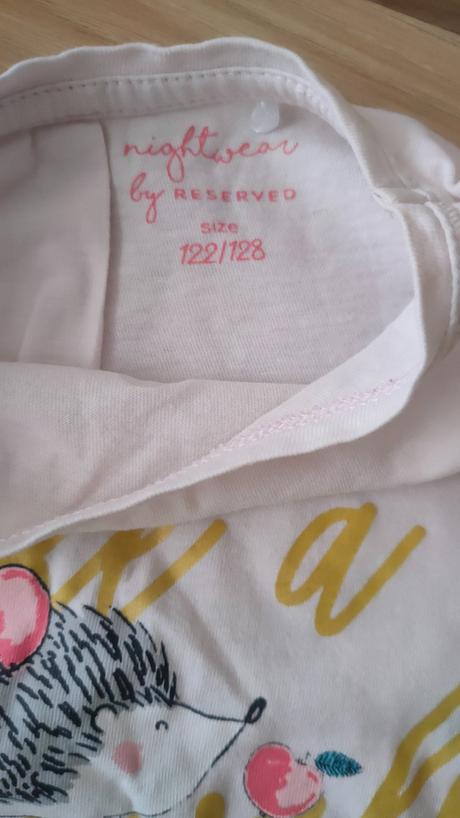 nightwear
by RESERVED
size
122/128
a